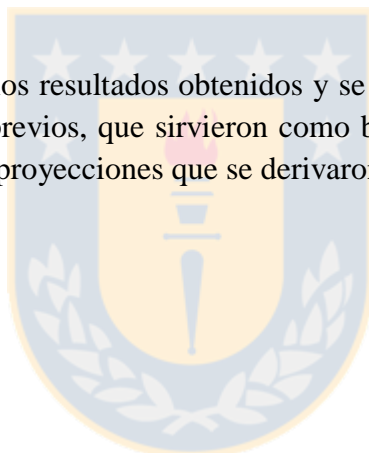 os resultados obtenidos y se
previos, que sirvieron como b
proyecciones que se derivaron